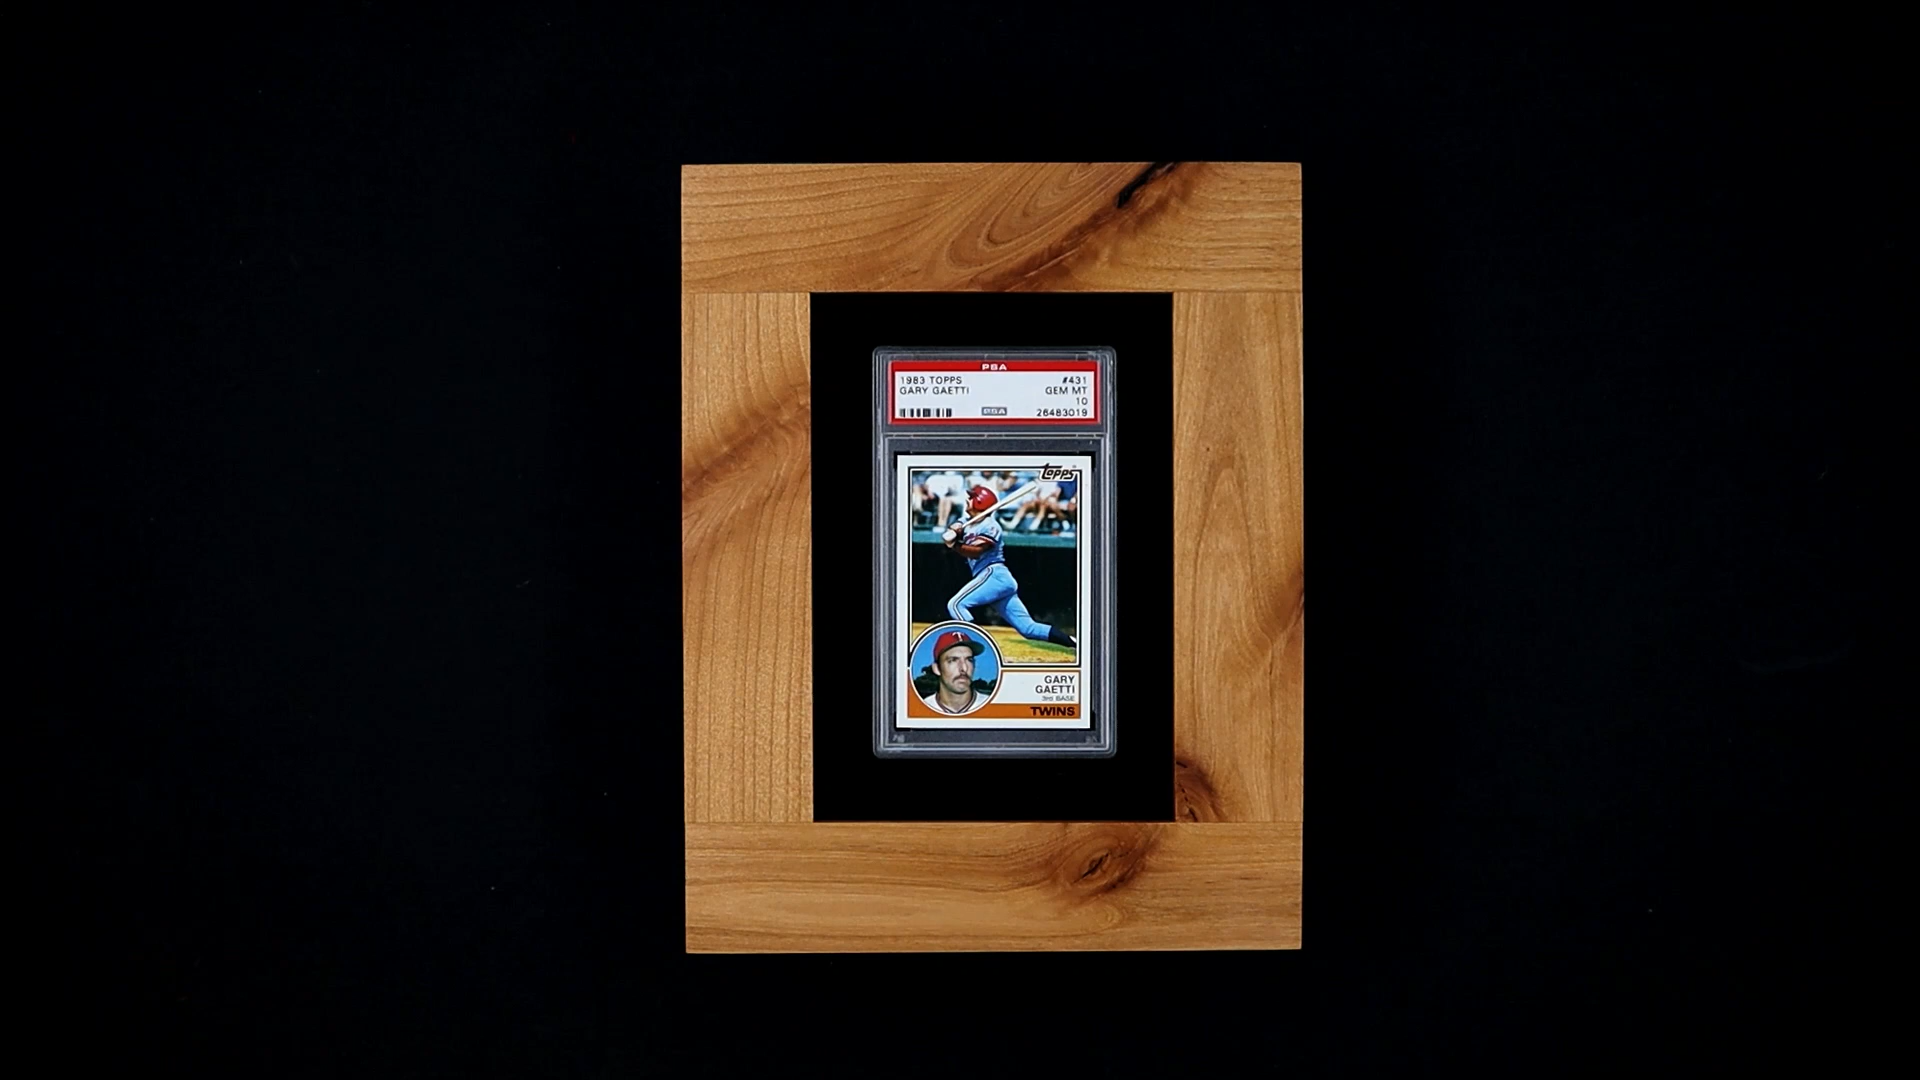 PSA
1983 TOPPS #431
GARY GAETTI GEM MT
10
PSA 26483019
Topps
T
GARY
GAETTI
3RD BASE
TWINS